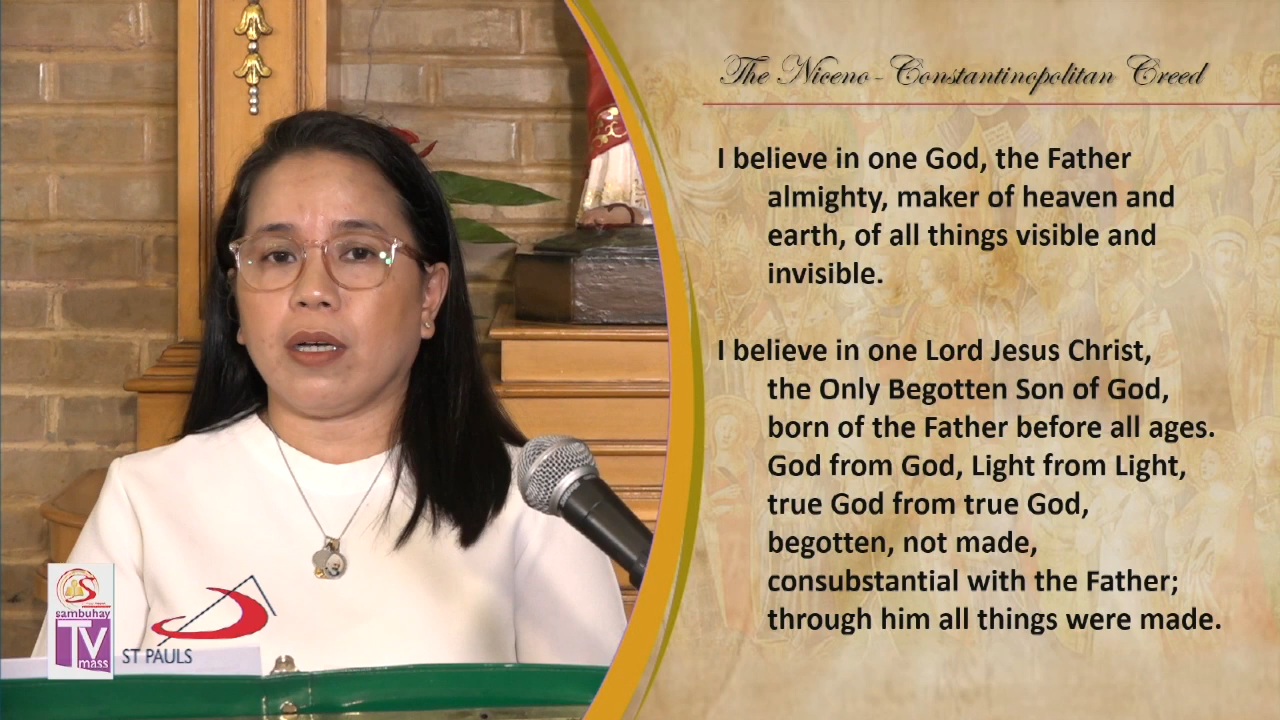 The Niceno-Constantinopolitan Creed
I believe in one God, the Father
almighty, maker of heaven and
earth, of all things visible and
invisible.
I believe in one Lord Jesus Christ,
the Only Begotten Son of God,
born of the Father before all ages.
God from God, Light from Light,
true God from true God,
begotten, not made,
consubstantial with the Father;
through him all things were made.
sambuhay
TV
mass
ST PAULS